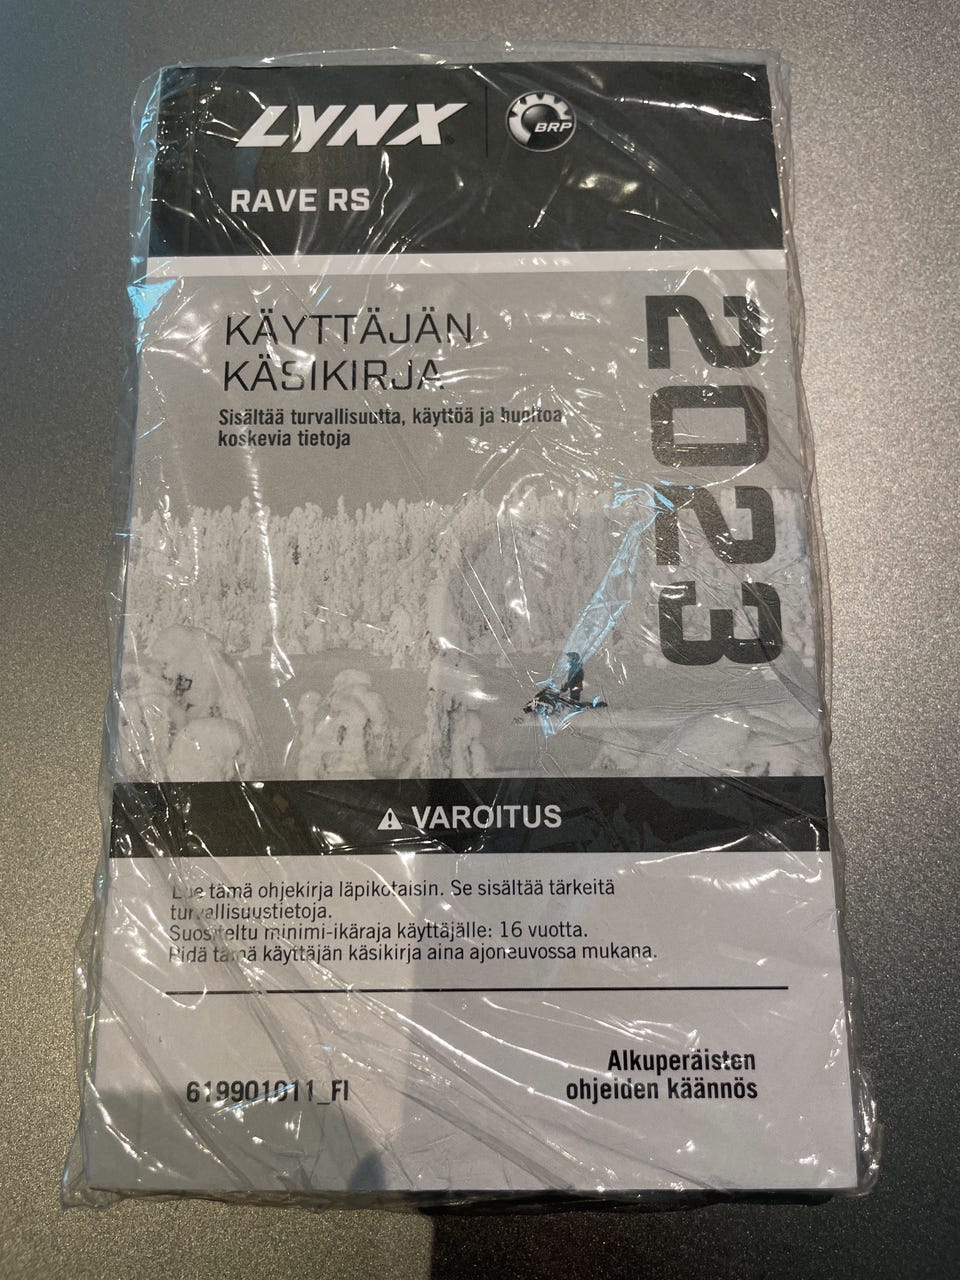 LYNX
BRP
RAVE RS
2023
KÄYTTÄJÄN
KÄSIKIRJA
Sisältää turvallisuutta, käyttöä ja huoltoa
koskevia tietoja
VAROITUS
Lue tämä ohjekirja läpikotaisin. Se sisältää tärkeitä
turvallisuustietoja.
Suositeltu minimi-ikäraja käyttäjälle: 16 vuotta.
Pidä tämä käyttäjän käsikirja aina ajoneuvossa mukana.
Alkuperäisten
ohjeiden käännös
619901011_FI